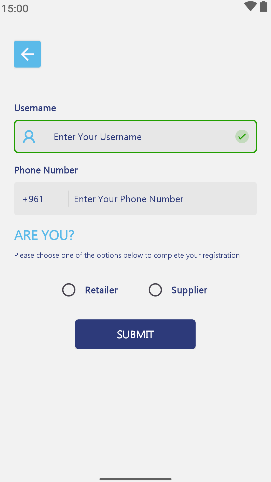 15:00
Username
Enter Your Username
Phone Number
+961 Enter Your Phone Number
ARE YOU?
Please choose one of the options below to complete your registration
Retailer Supplier
SUBMIT